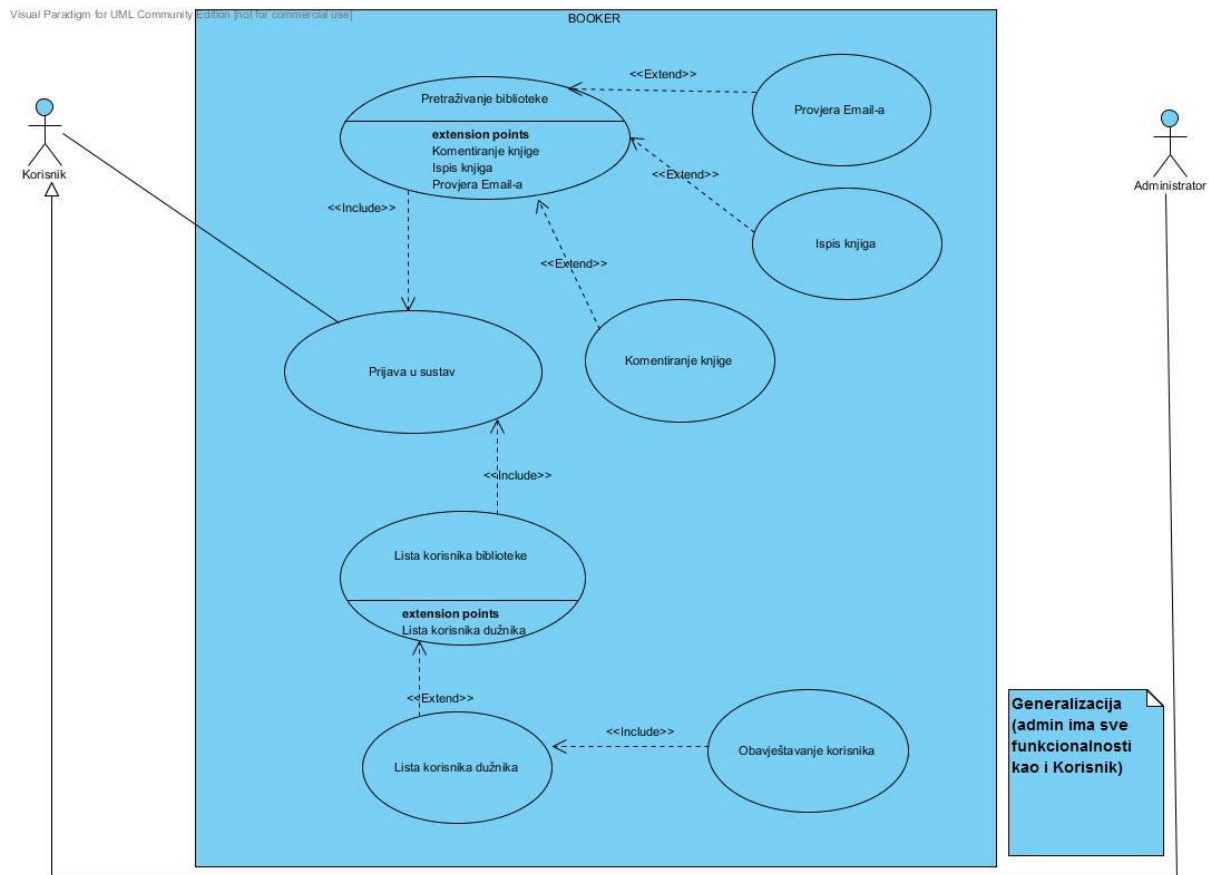 Visual Paradigm for UML Community Edition [not for commercial use]
BOOKER
<<Extend>>
Pretraživanje biblioteke
extension points
Komentiranje knjige
Ispis knjiga
Provjera Email-a
Provjera Email-a
Korisnik
Administrator
<<Extend>>
<<Include>>
Ispis knjiga
<<Extend>>
Komentiranje knjige
Prijava u sustav
<<Include>>
Lista korisnika biblioteke
extension points
Lista korisnika dužnika
<<Extend>>
Lista korisnika dužnika
<<Include>>
Obavještavanje korisnika
Generalizacija
(admin ima sve
funkcionalnosti
kao i Korisnik)